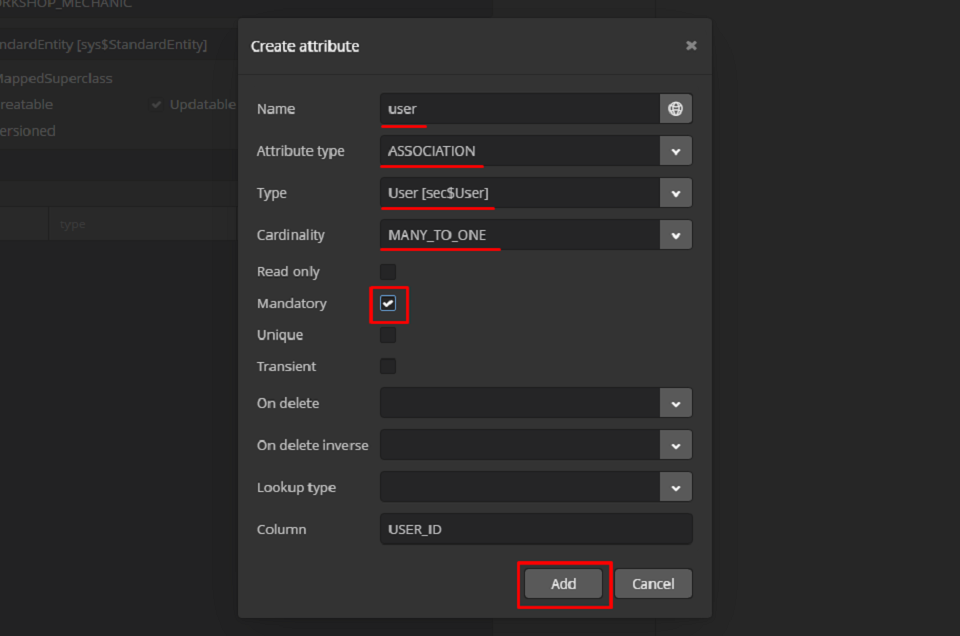 ORKSHOP_MECHANIC
ndardEntity [sys$StandardEntity]
MappedSuperclass
reatable
Updatable
ersioned
type
Create attribute
Name
user
Attribute type
ASSOCIATION
Type
User [sec$User]
Cardinality
MANY_TO_ONE
Read only
Mandatory
Unique
Transient
On delete
On delete inverse
Lookup type
Column
USER_ID
Add
Cancel